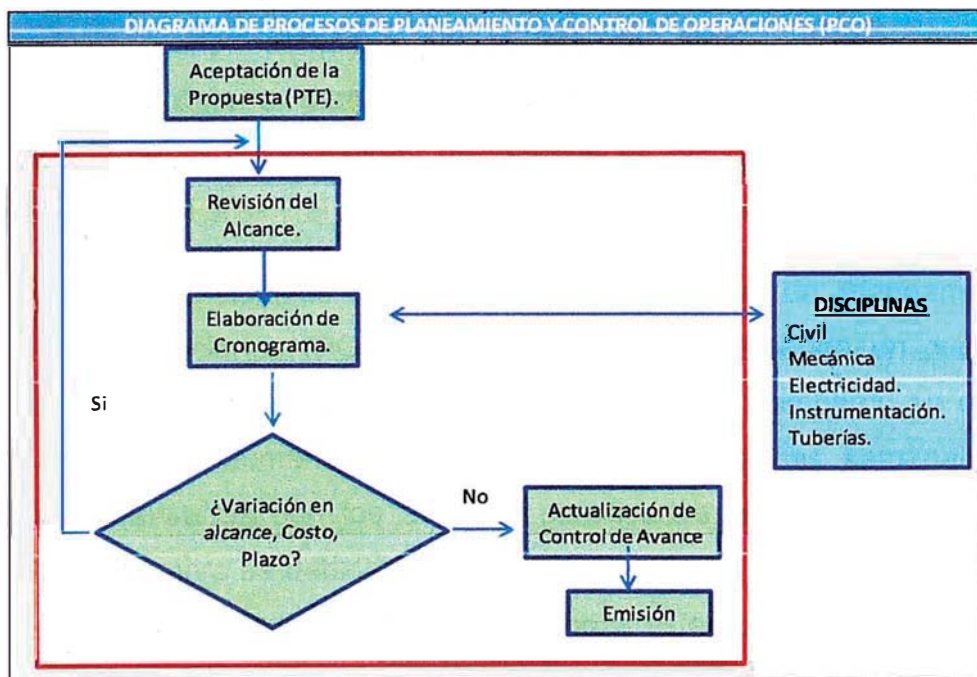 DIAGRAMA DE PROCESOS DE PLANEAMIENTO Y CONTROL DE OPERACIONES (PCO)
Aceptación de la
Propuesta (PTE).
Revisión del
Alcance.
Elaboración de
Cronograma.
DISCIPLINAS
Civil
Mecánica
Electricidad.
Instrumentación.
Tuberías.
Si
¿Variación en
alcance, Costo,
Plazo?
No
Actualización de
Control de Avance
Emisión